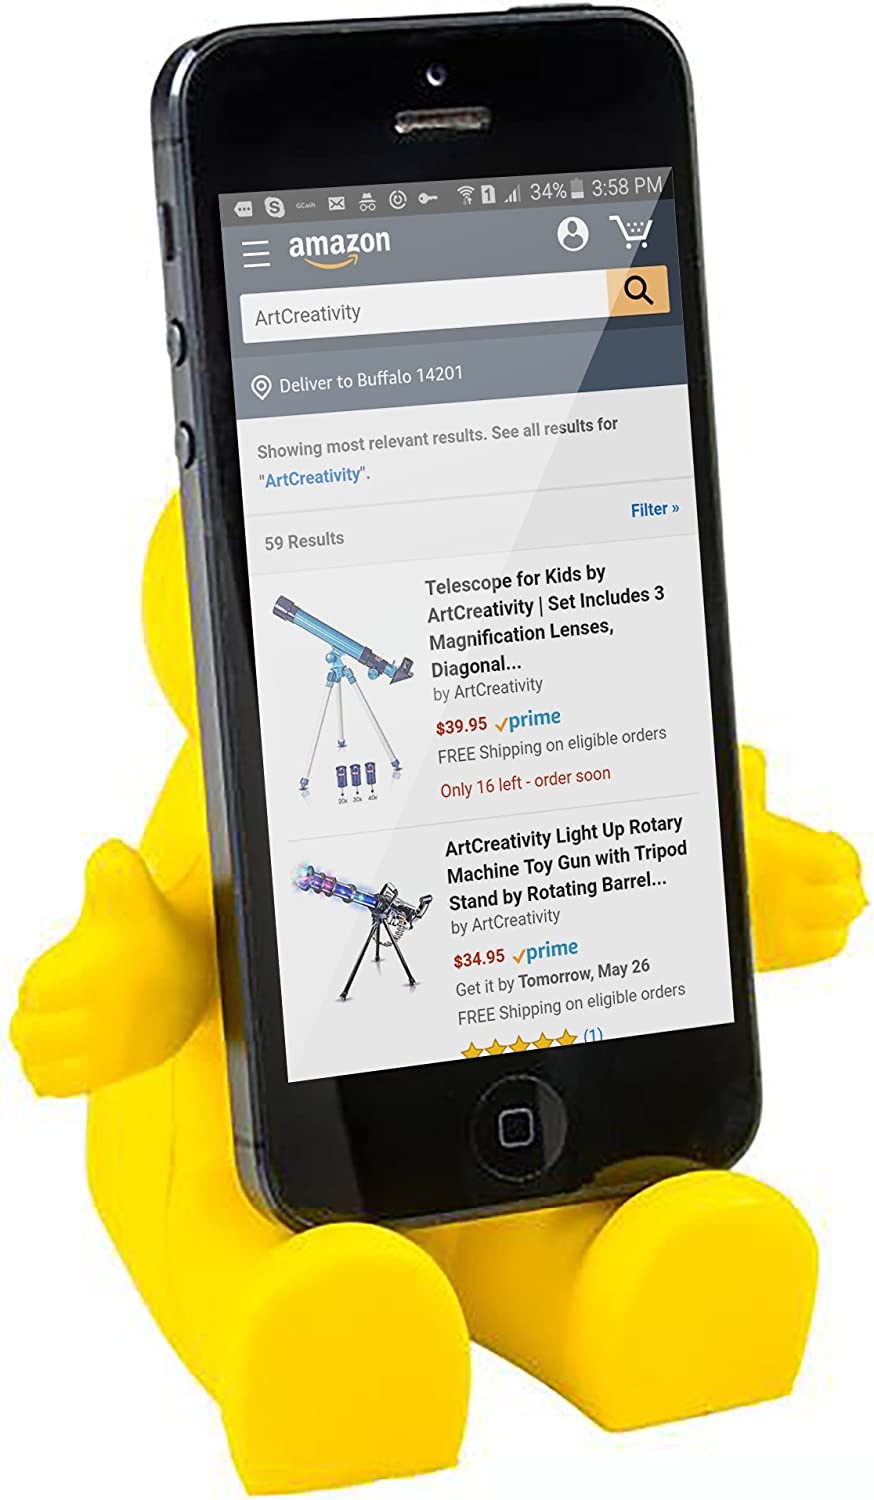 GCash 1 34% 3:58 PM
amazon
ArtCreativity
Deliver to Buffalo 14201
Showing most relevant results. See all results for
"ArtCreativity".
Filter »
59 Results
Telescope for Kids by
ArtCreativity | Set Includes 3
Magnification Lenses,
Diagonal...
by ArtCreativity
$39.95 prime
FREE Shipping on eligible orders
Only 16 left - order soon
20x 30x 40x
ArtCreativity Light Up Rotary
Machine Toy Gun with Tripod
Stand by Rotating Barrel...
by ArtCreativity
$34.95 prime
Get it by Tomorrow, May 26
FREE Shipping on eligible orders
(1)